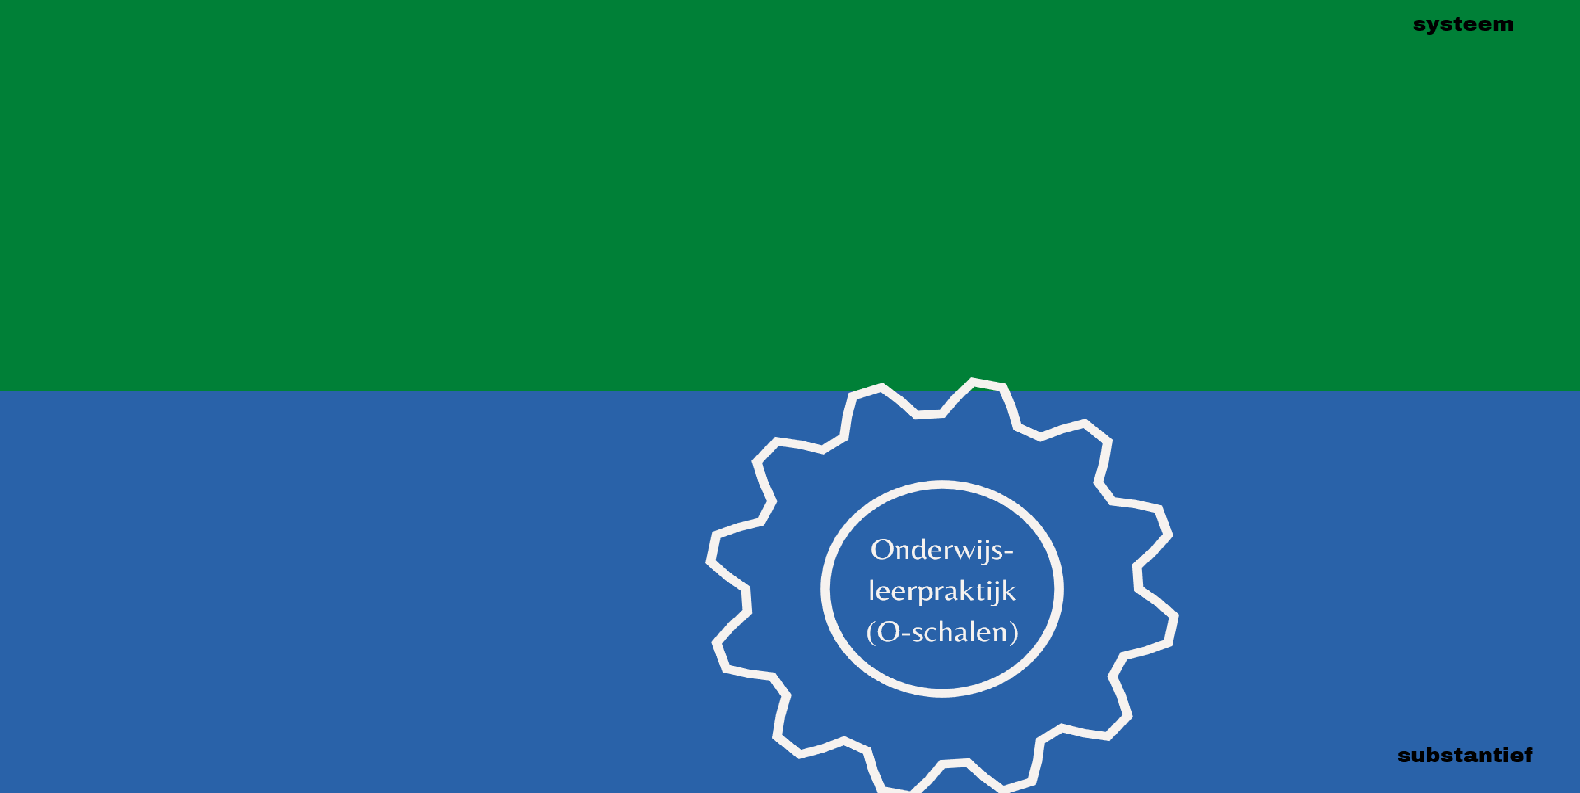 systeem
Onderwijs-
leerpraktijk
(O-schalen)
substantief